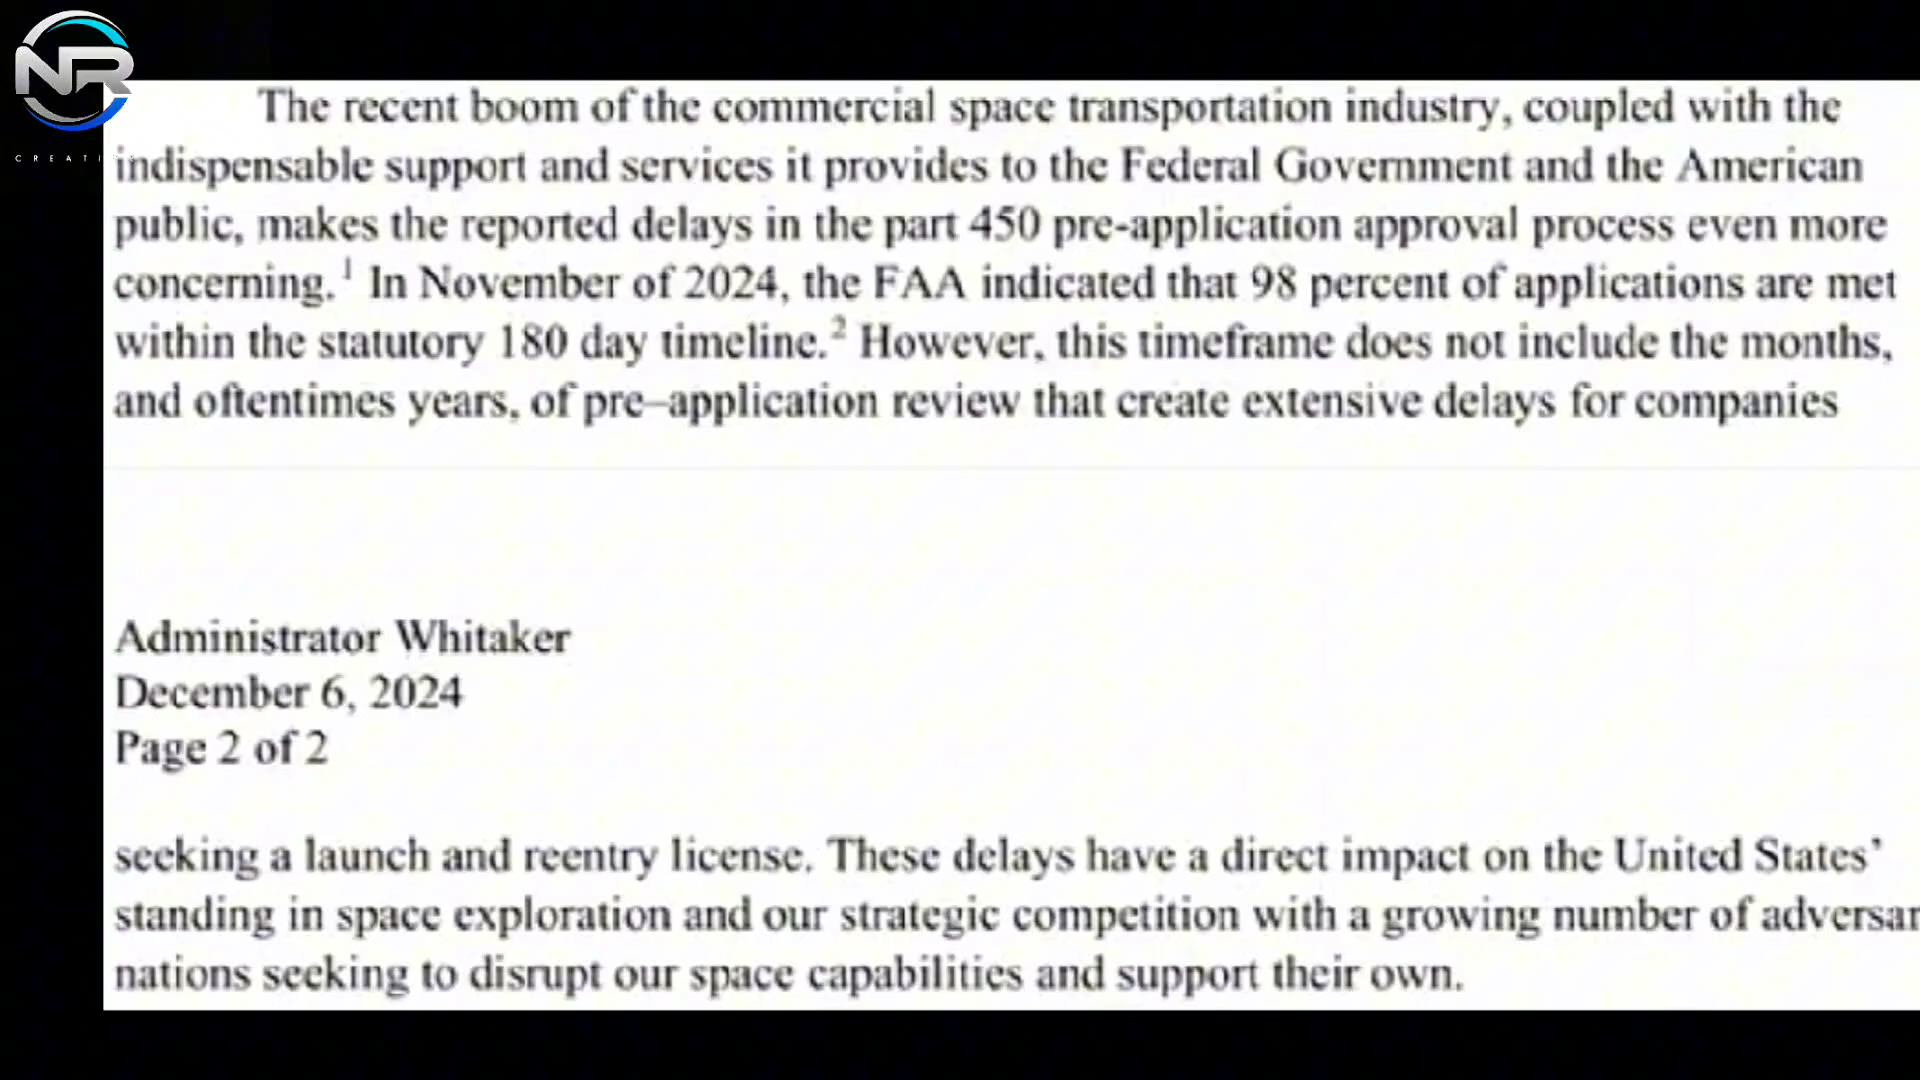 NR
CREATI
The recent boom of the commercial space transportation industry, coupled with the
indispensable support and services it provides to the Federal Government and the American
public, makes the reported delays in the part 450 pre-application approval process even more
concerning.¹ In November of 2024, the FAA indicated that 98 percent of applications are met
within the statutory 180 day timeline.² However, this timeframe does not include the months,
and oftentimes years, of pre–application review that create extensive delays for companies
Administrator Whitaker
December 6, 2024
Page 2 of 2
seeking a launch and reentry license. These delays have a direct impact on the United States’
standing in space exploration and our strategic competition with a growing number of adversar
nations seeking to disrupt our space capabilities and support their own.